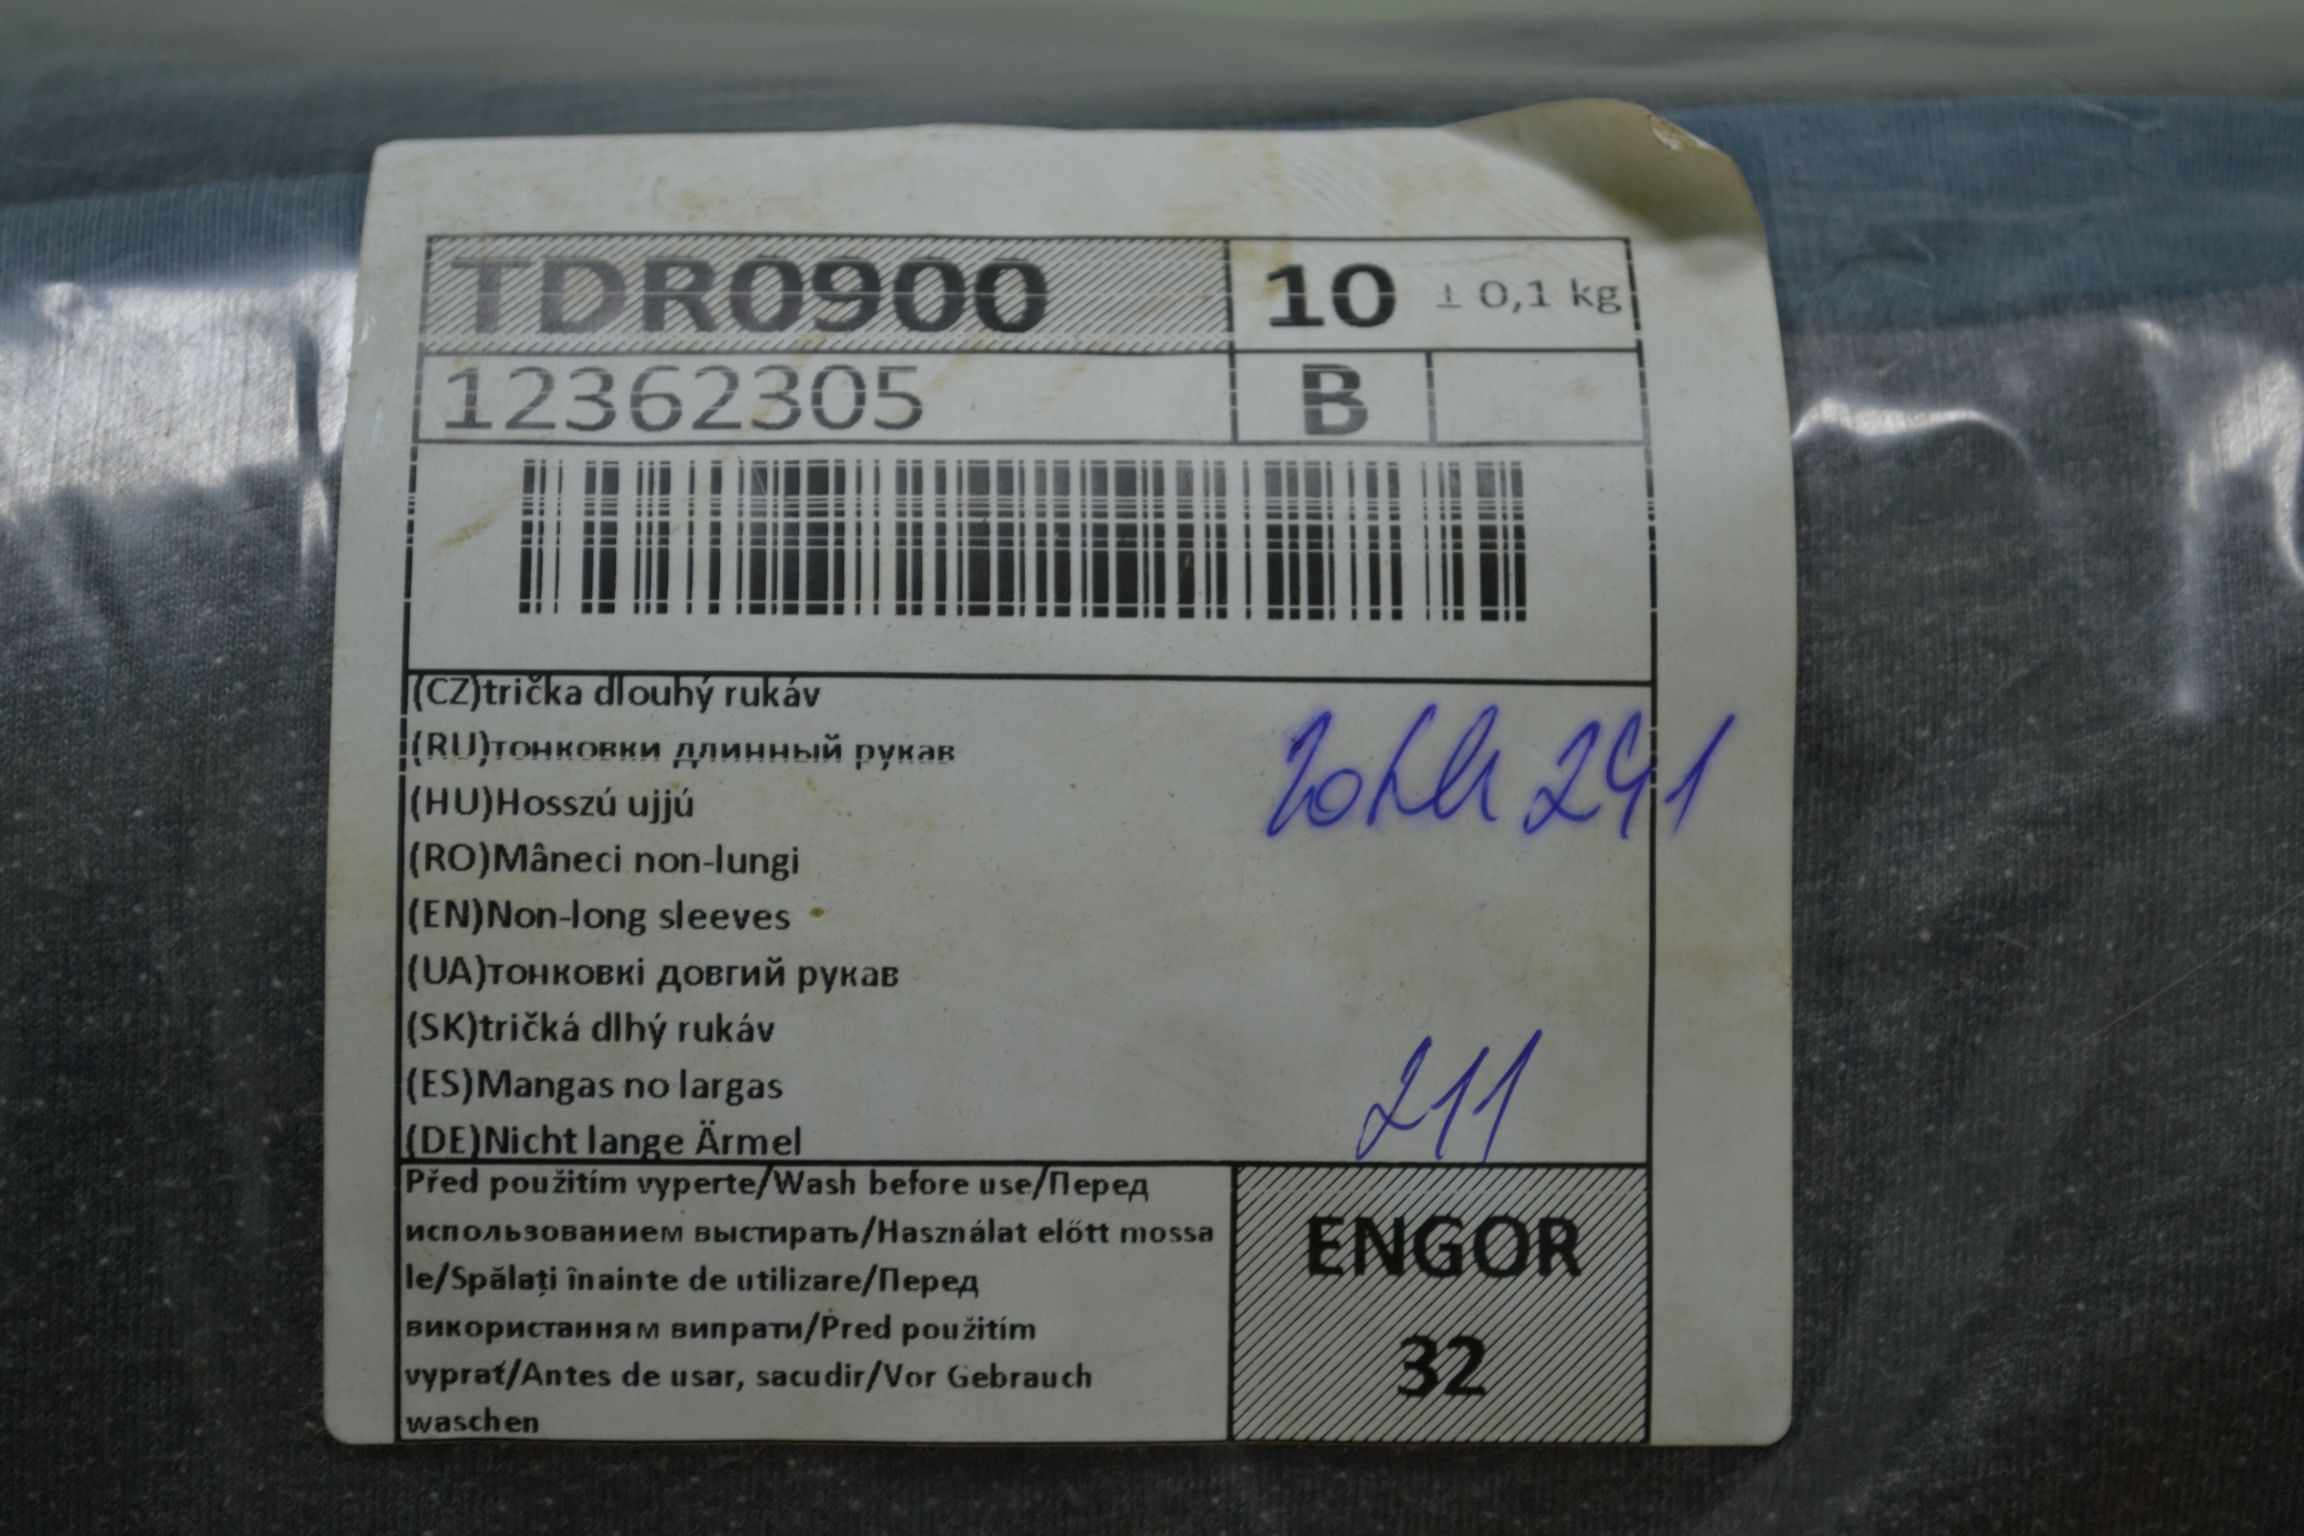 TDR0900
10 ± 0,1 kg
12362305
B
(CZ)trička dlouhý rukáv
(RU)тонковки длинный рукав
(HU)Hosszú ujjú
(RO)Mâneci non-lungi
(EN)Non-long sleeves
(UA)тонковкі довгий рукав
(SK)tričká dlhý rukáv
(ES)Mangas no largas
(DE)Nicht lange Ärmel
241
211
Před použitím vyperte/Wash before use/Перед
использованием выстирать/Használat előtt mossa
le/Spălați înainte de utilizare/Перед
використанням випрати/Pred použitím
vyprať/Antes de usar, sacudir/Vor Gebrauch
waschen
ENGOR
32